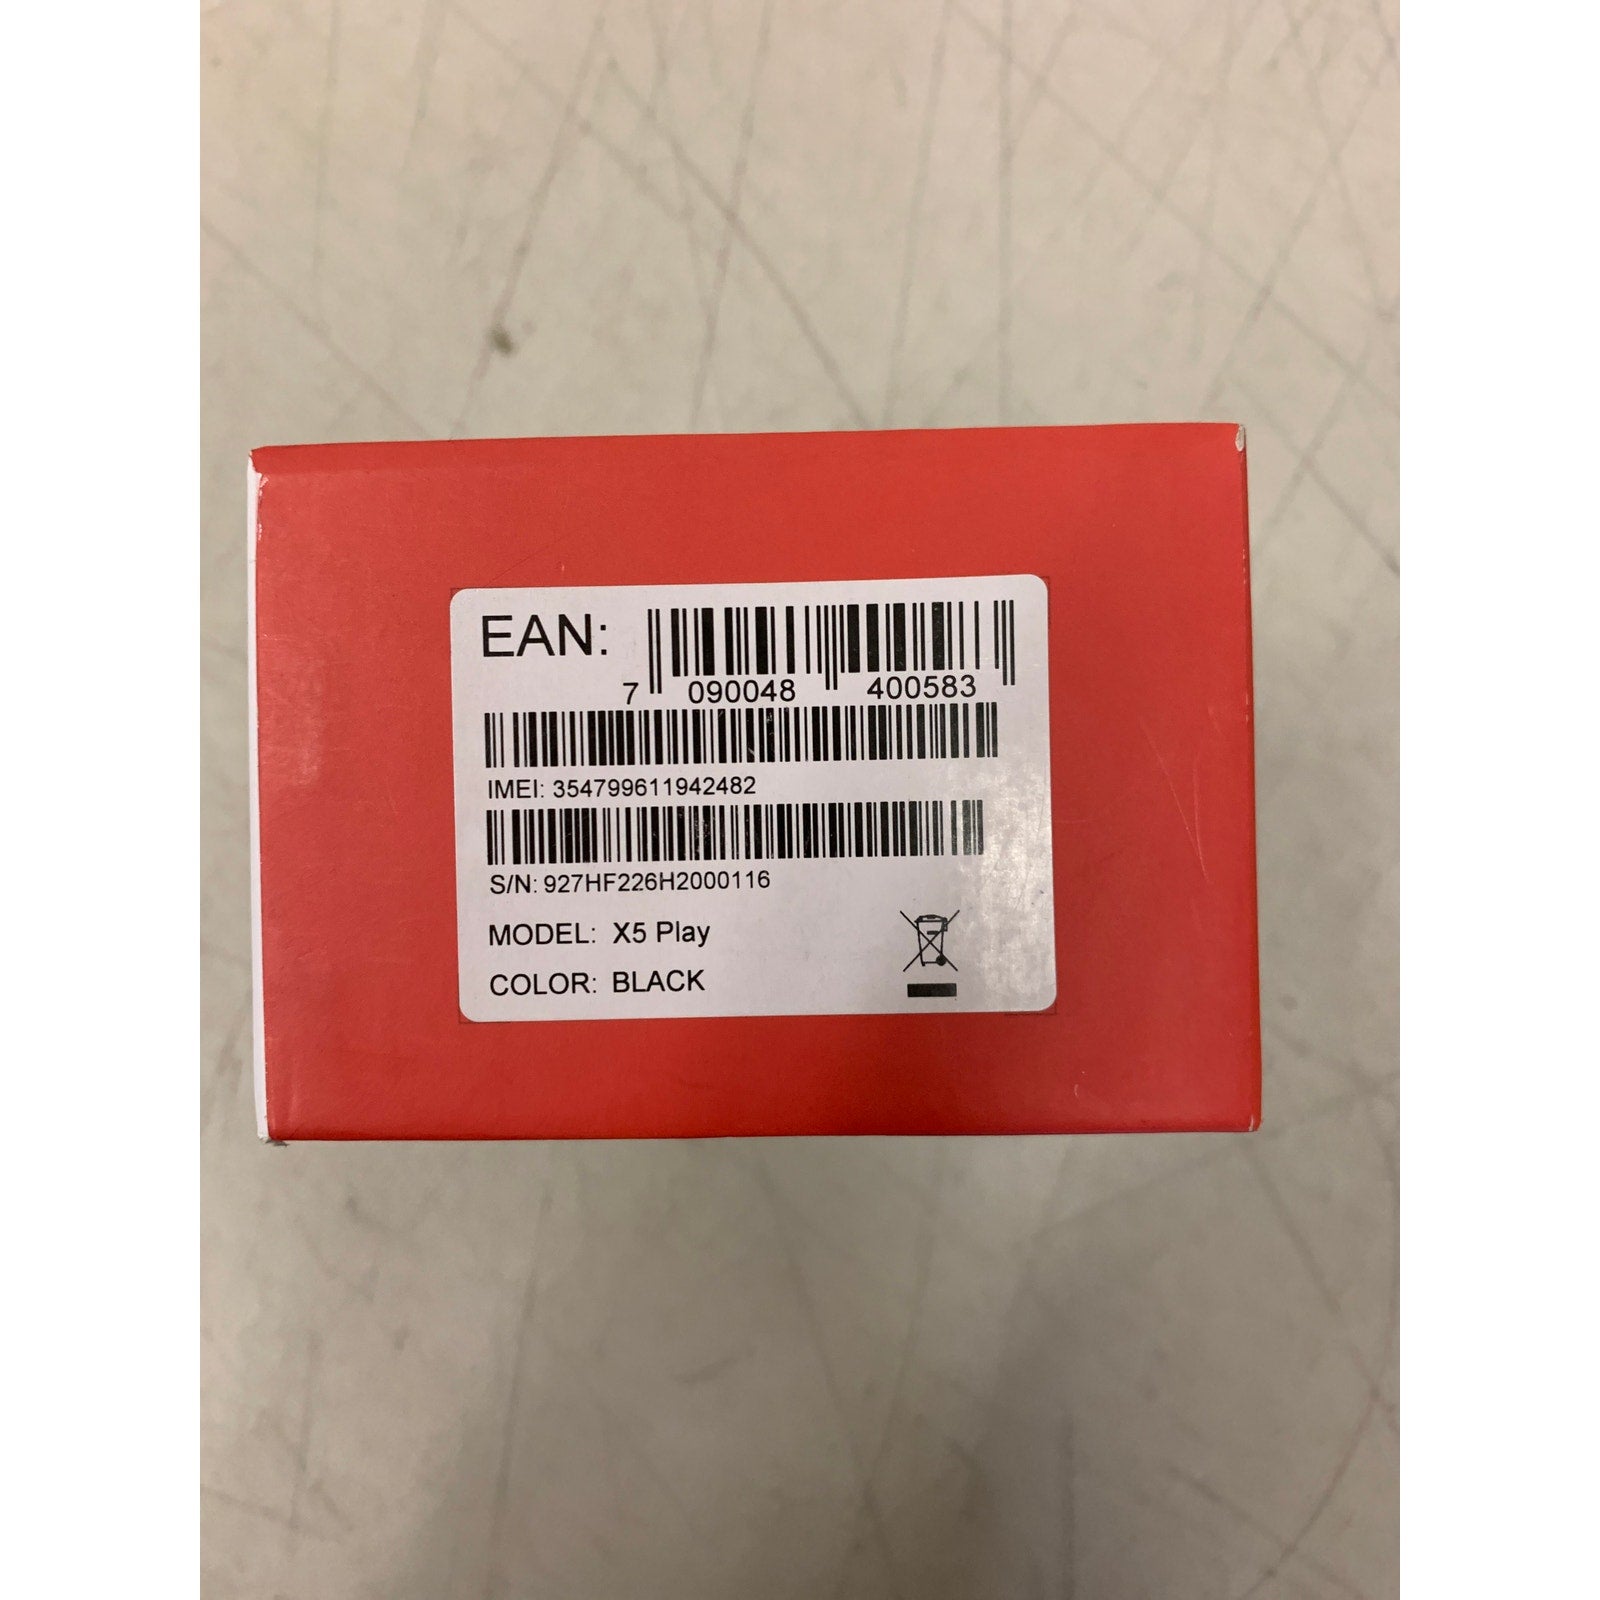 EAN:
7 090048 400583
IMEI: 354799611942482
S/N: 927HF226H2000116
MODEL: X5 Play
COLOR: BLACK